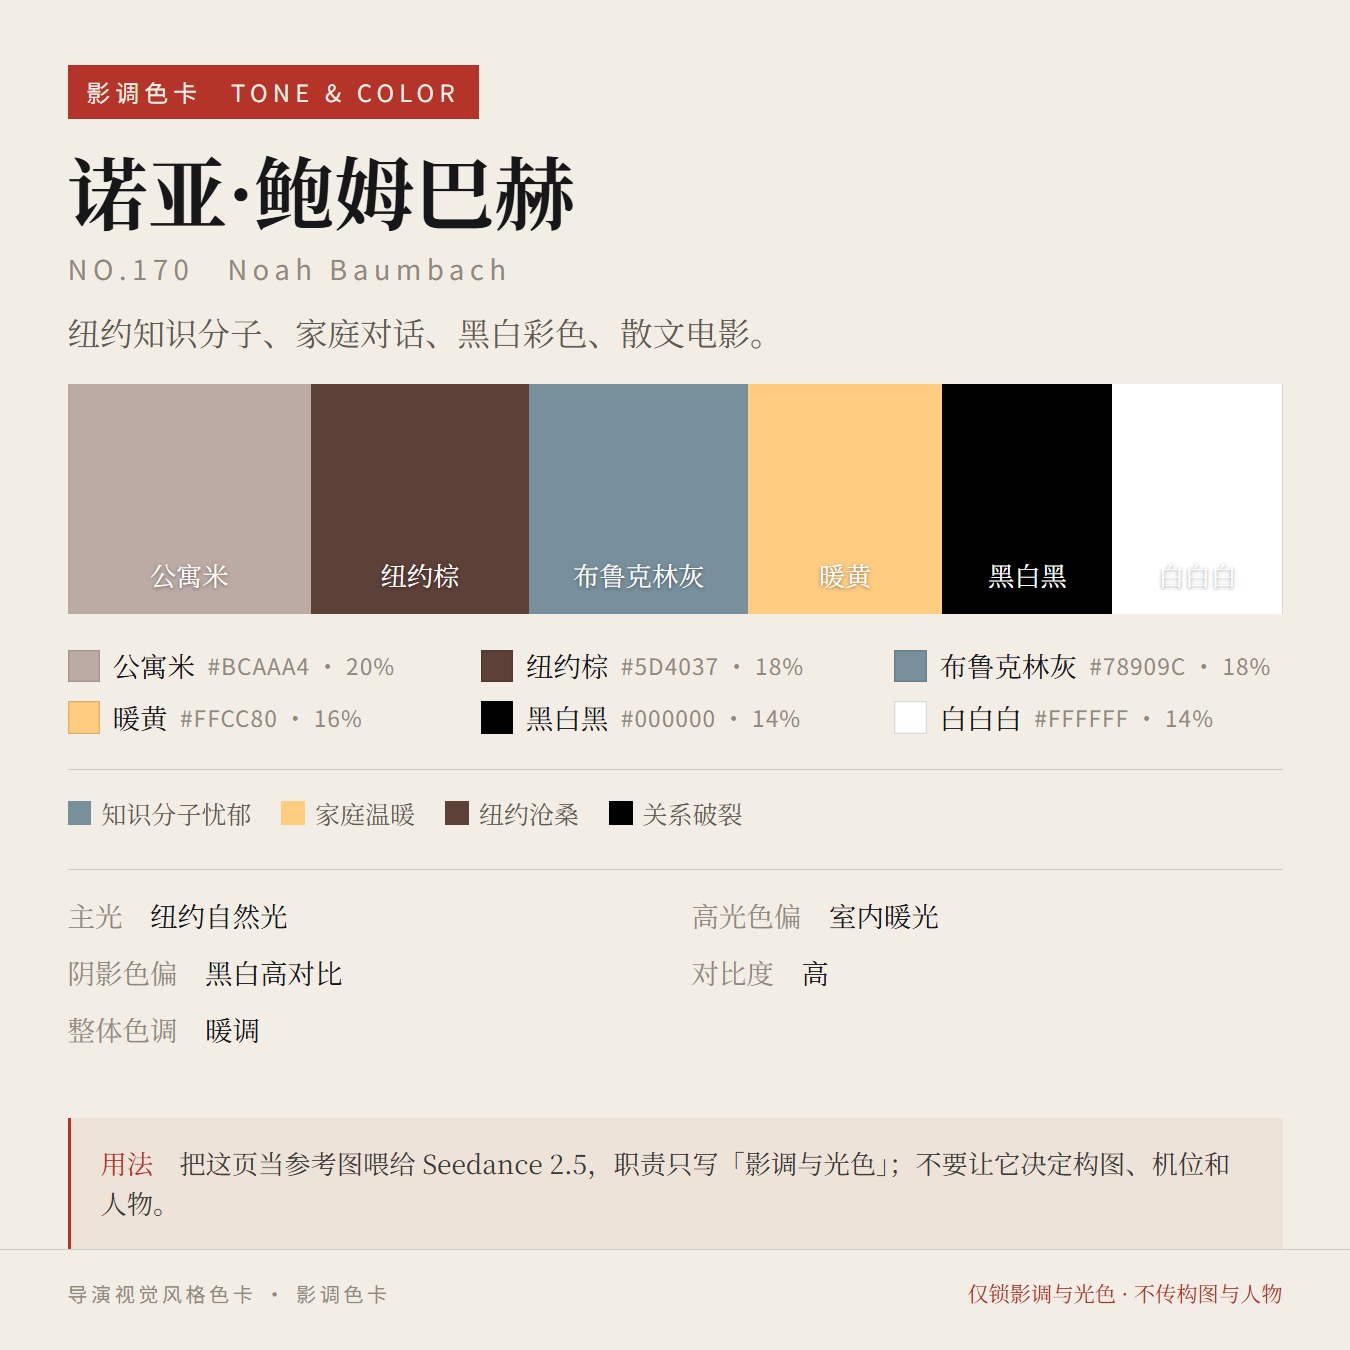 影调色卡 TONE & COLOR
诺亚·鲍姆巴赫
NO.170 Noah Baumbach
纽约知识分子、家庭对话、黑白彩色、散文电影。
公寓米 纽约棕 布鲁克林灰 暖黄 黑白黑 白白白
公寓米 #BCAAA4 · 20% 纽约棕 #5D4037 · 18% 布鲁克林灰 #78909C · 18%
暖黄 #FFCC80 · 16% 黑白黑 #000000 · 14% 白白白 #FFFFFF · 14%
知识分子忧郁 家庭温暖 纽约沧桑 关系破裂
主光 纽约自然光 高光色偏 室内暖光
阴影色偏 黑白高对比 对比度 高
整体色调 暖调
用法 把这页当参考图喂给 Seedance 2.5，职责只写「影调与光色」；不要让它决定构图、机位和
人物。
导演视觉风格色卡 · 影调色卡 仅锁影调与光色 · 不传构图与人物